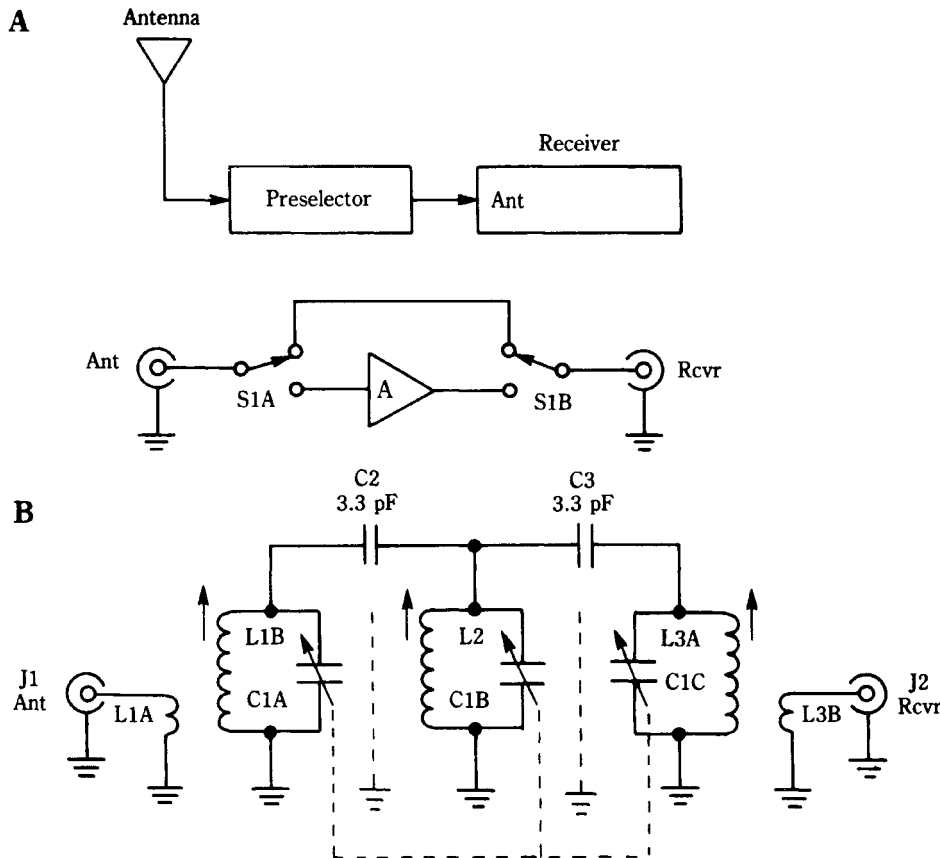 A
Antenna
Receiver
Preselector
Ant
Ant
S1A
A
S1B
Rcvr
B
C2
3.3 pF
C3
3.3 pF
L1B
L2
L3A
J1
Ant
L1A
C1A
C1B
C1C
L3B
J2
Rcvr